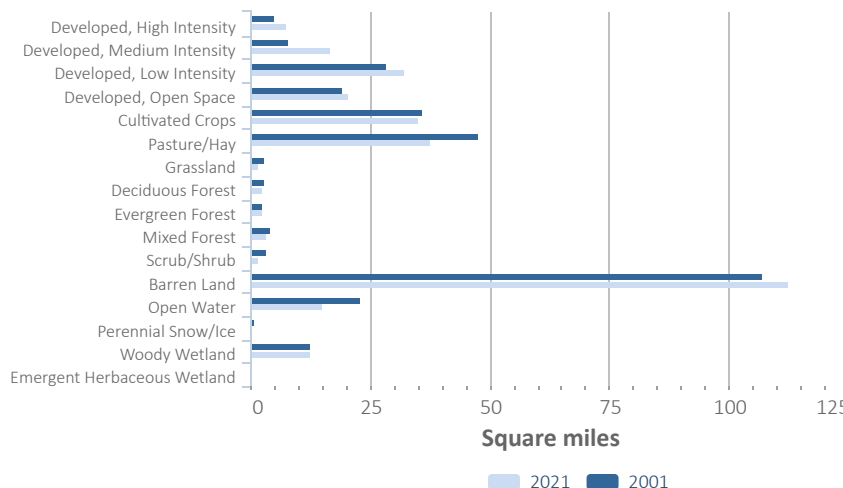 Developed, High Intensity
Developed, Medium Intensity
Developed, Low Intensity
Developed, Open Space
Cultivated Crops
Pasture/Hay
Grassland
Deciduous Forest
Evergreen Forest
Mixed Forest
Scrub/Shrub
Barren Land
Open Water
Perennial Snow/Ice
Woody Wetland
Emergent Herbaceous Wetland
0 25 50 75 100 125
Square miles
2021 2001